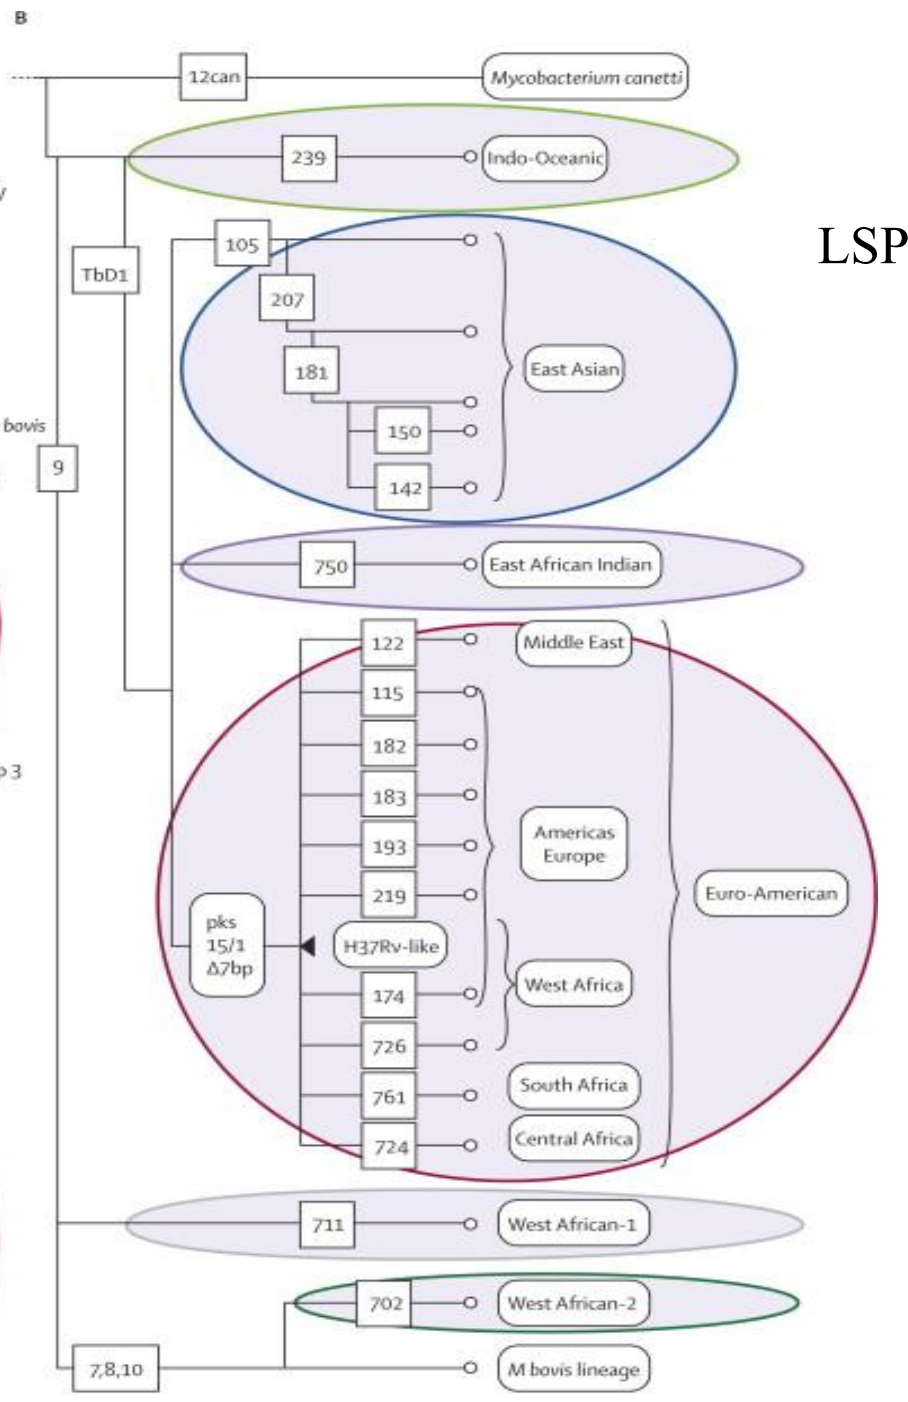 B
12can
Mycobacterium canetti
239
Indo-Oceanic
LSP
105
TbD1
207
181
East Asian
bovis
150
9
142
750
East African Indian
122
Middle East
115
182
183
193
Americas
Europe
219
Euro-American
pks
15/1
Δ7bp
H37Rv-like
174
West Africa
726
761
South Africa
724
Central Africa
711
West African-1
702
West African-2
7,8,10
M bovis lineage
3